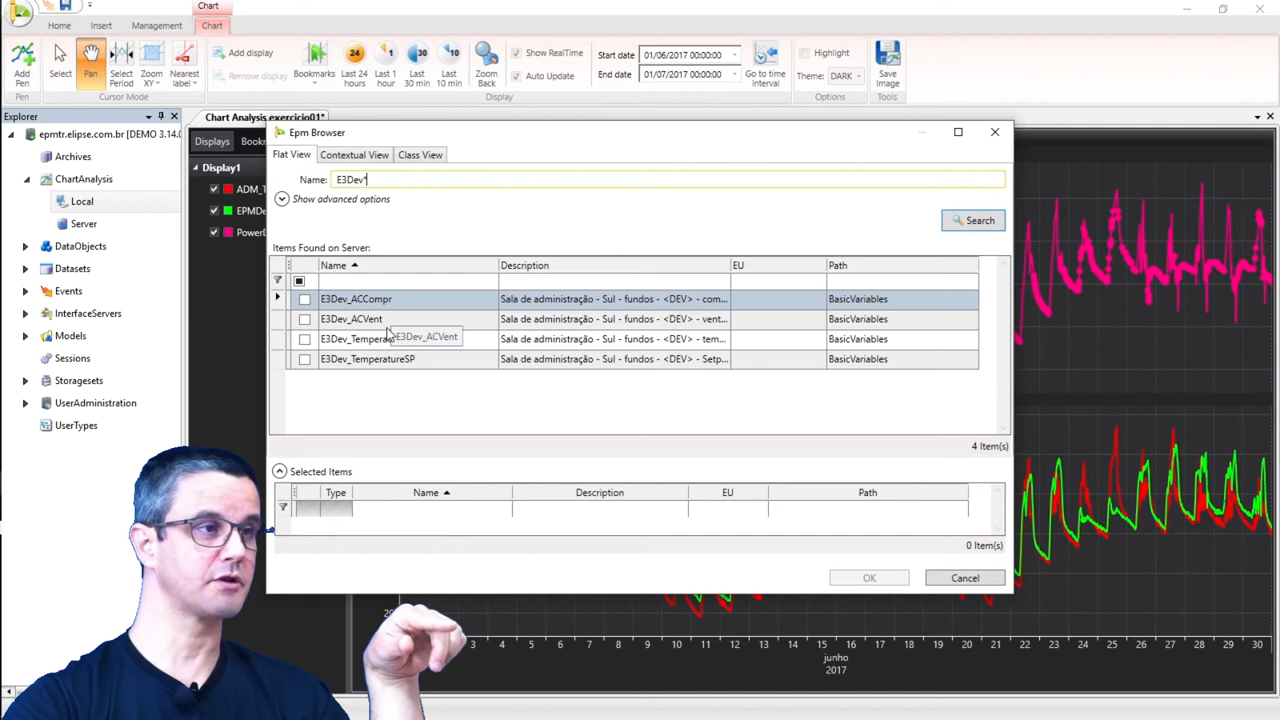 Chart
Home Insert Management Chart
Add Pen
Select
Pan
Select Period
Zoom XY
Nearest label
Add display
Remove display
Bookmarks
24 Last 24 hours
1 Last 1 hour
30 Last 30 min
10 Last 10 min
Zoom Back
Show RealTime
Auto Update
Start date 01/06/2017 00:00:00
End date 01/07/2017 00:00:00
Go to time interval
Highlight
Theme: DARK
Save Image
Pen Cursor Mode Display Options Tools
Explorer
epmtr.elipse.com.br [DEMO 3.14.0
Archives
ChartAnalysis
Local
Server
DataObjects
Datasets
Events
InterfaceServers
Models
Sessions
Storagesets
UserAdministration
UserTypes
Chart Analysis exercicio01*
Displays Bookm
Display1
ADM_T
EPMDe
PowerD
Epm Browser
Flat View Contextual View Class View
Name: E3Dev*
Show advanced options
Search
Items Found on Server:
Name Description EU Path
E3Dev_ACCompr Sala de administração - Sul - fundos - <DEV> - com... BasicVariables
E3Dev_ACVent Sala de administração - Sul - fundos - <DEV> - vent... BasicVariables
E3Dev_Tempera Sala de administração - Sul - fundos - <DEV> - tem... BasicVariables
E3Dev_ACVent
E3Dev_TemperatureSP Sala de administração - Sul - fundos - <DEV> - Setp... BasicVariables
4 Item(s)
Selected Items
Type Name Description EU Path
0 Item(s)
OK Cancel
3 4 5 6 7 8 9 10 11 12 13 14 15 16 17 18 19 20 21 22 23 24 25 26 27 28 29 30
junho
2017